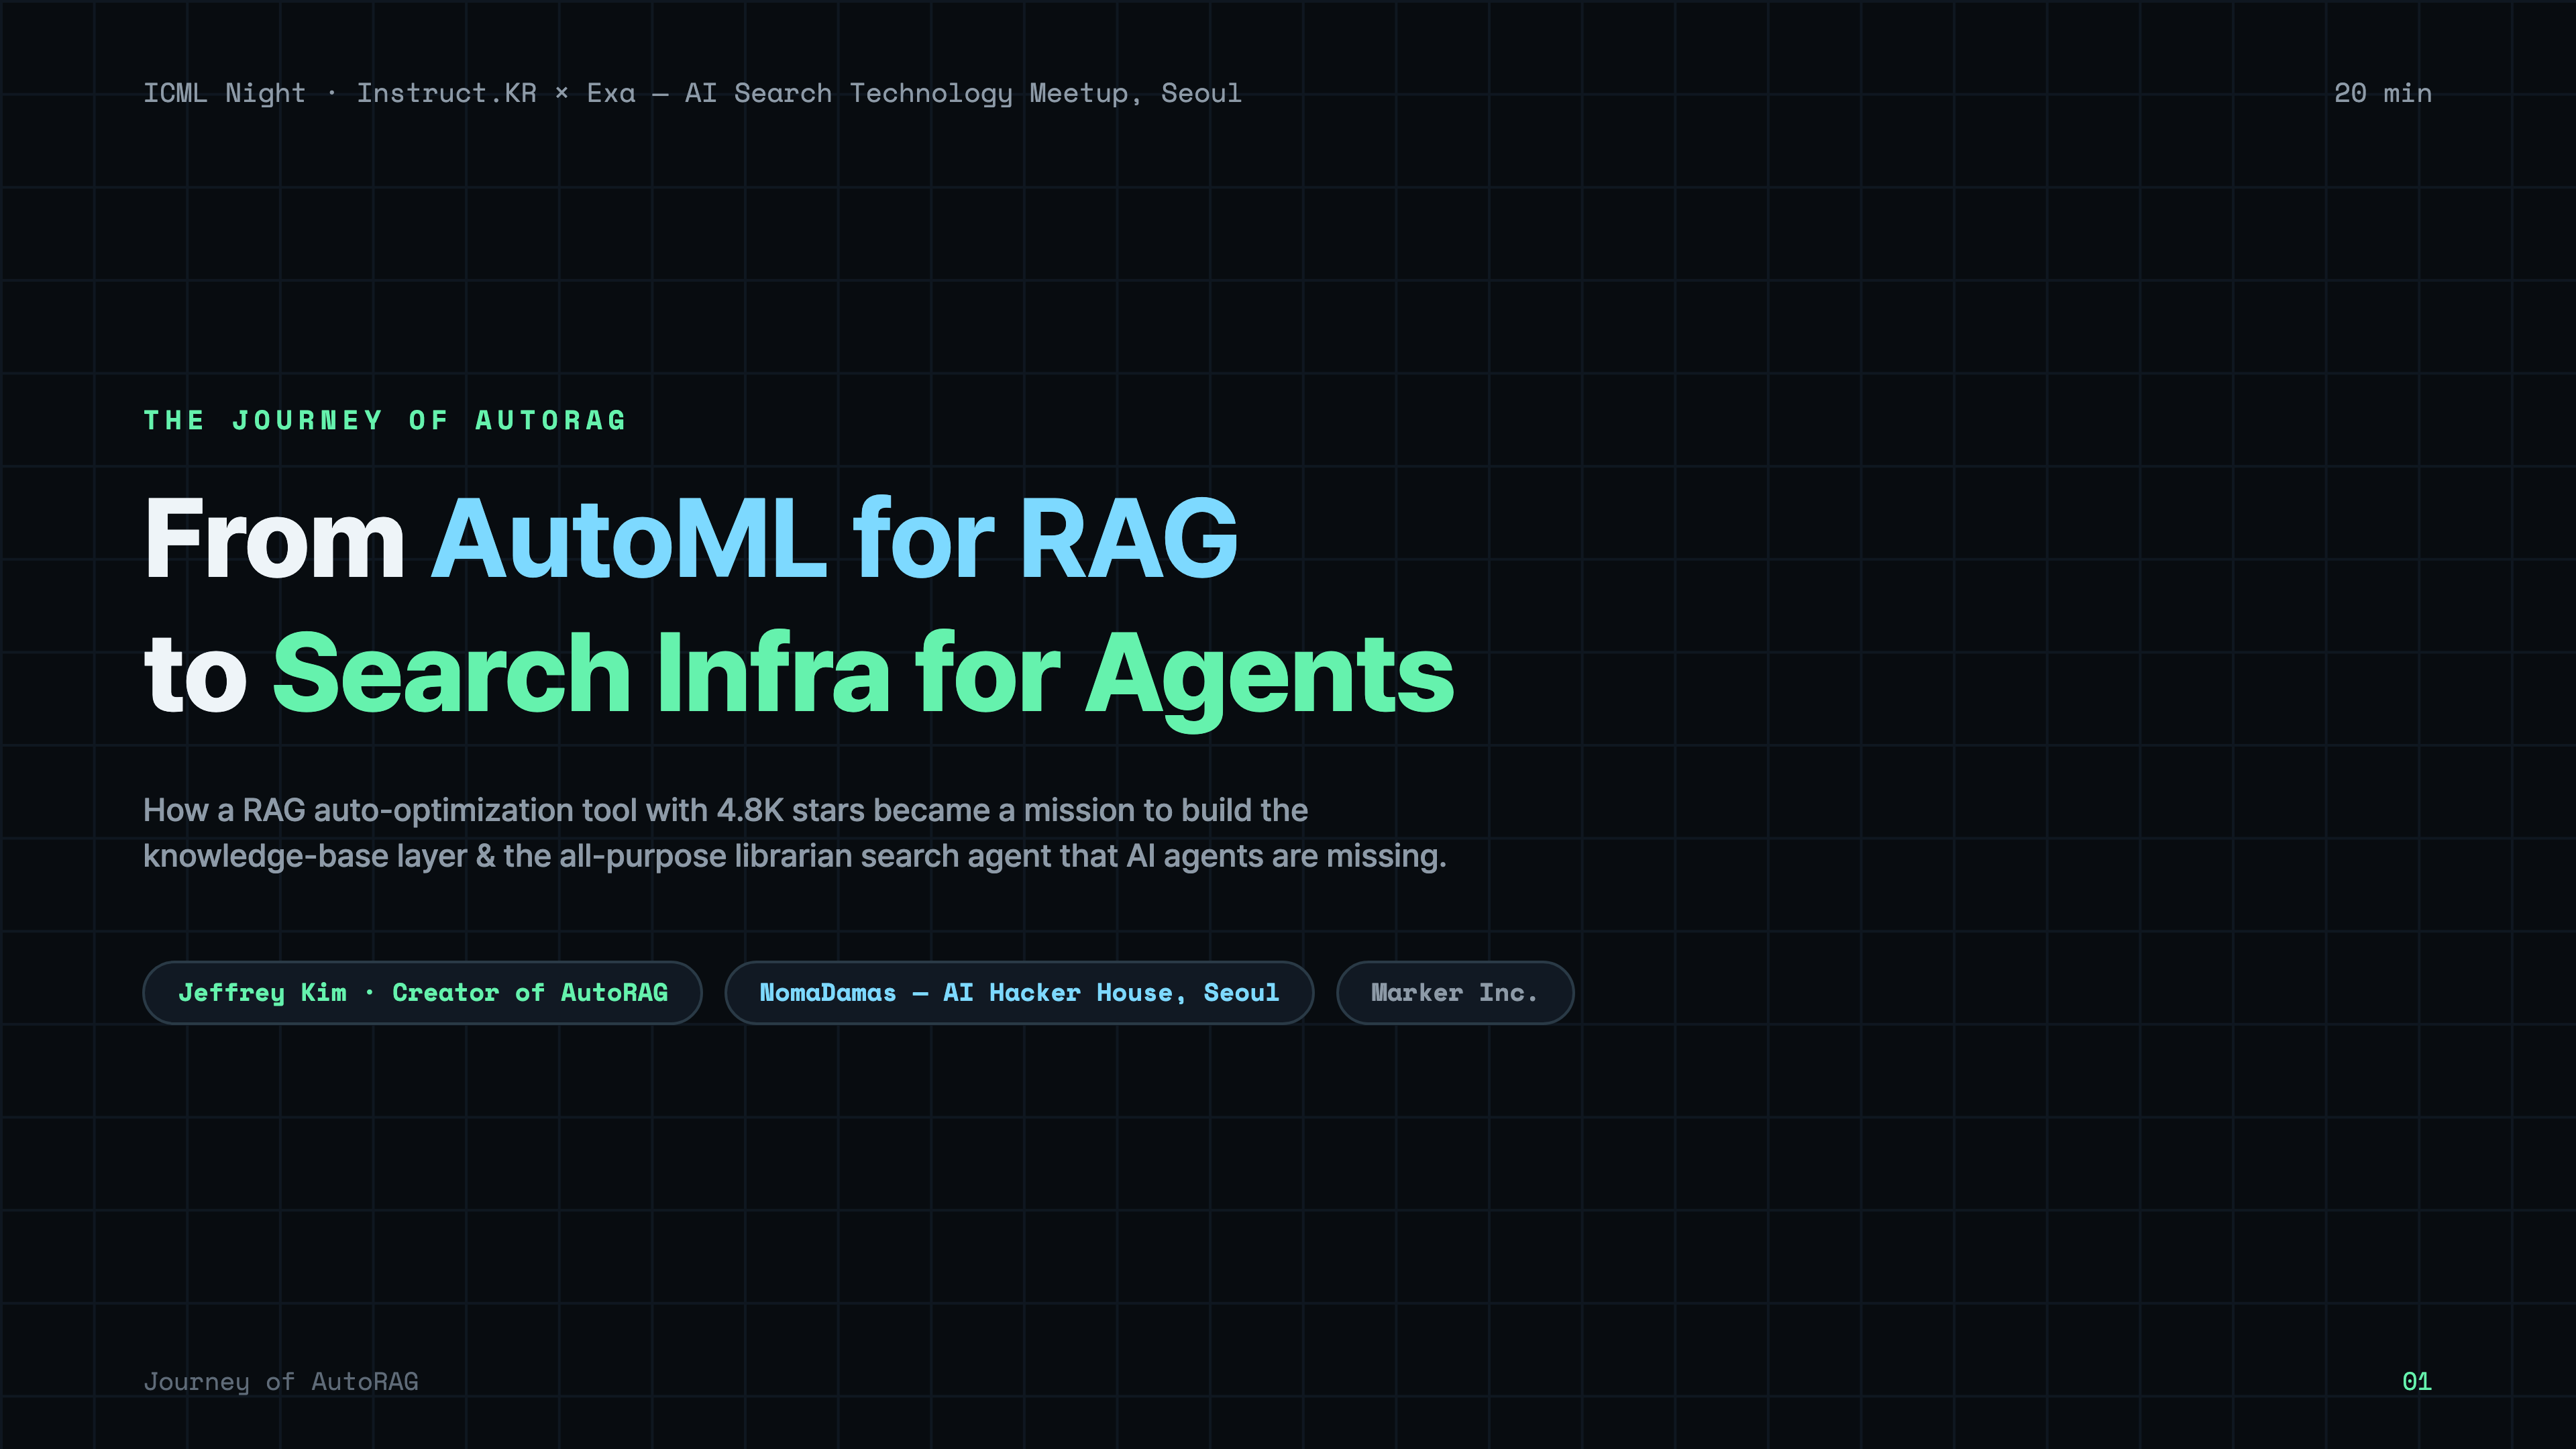 ICML Night · Instruct.KR × Exa — AI Search Technology Meetup, Seoul
20 min
THE JOURNEY OF AUTORAG
From AutoML for RAG
to Search Infra for Agents
How a RAG auto-optimization tool with 4.8K stars became a mission to build the
knowledge-base layer & the all-purpose librarian search agent that AI agents are missing.
Jeffrey Kim · Creator of AutoRAG
NomaDamas — AI Hacker House, Seoul
Marker Inc.
Journey of AutoRAG
01